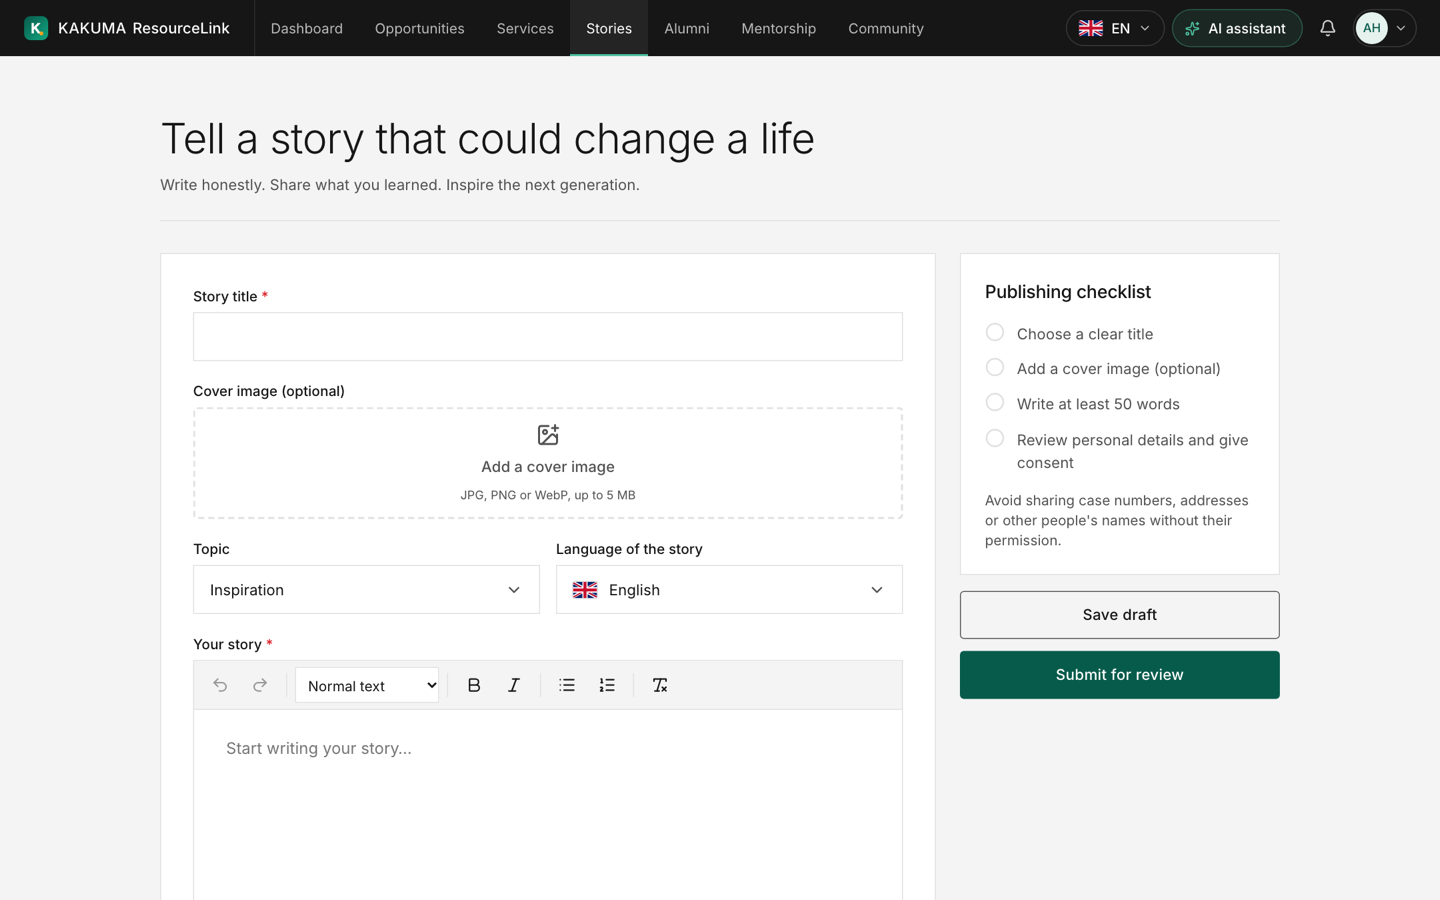 K KAKUMA ResourceLink
Dashboard
Opportunities
Services
Stories
Alumni
Mentorship
Community
EN
AI assistant
AH
Tell a story that could change a life
Write honestly. Share what you learned. Inspire the next generation.
Story title *
Cover image (optional)
Add a cover image
JPG, PNG or WebP, up to 5 MB
Topic
Language of the story
Inspiration
English
Your story *
Normal text
Start writing your story...
Publishing checklist
Choose a clear title
Add a cover image (optional)
Write at least 50 words
Review personal details and give
consent
Avoid sharing case numbers, addresses
or other people's names without their
permission.
Save draft
Submit for review